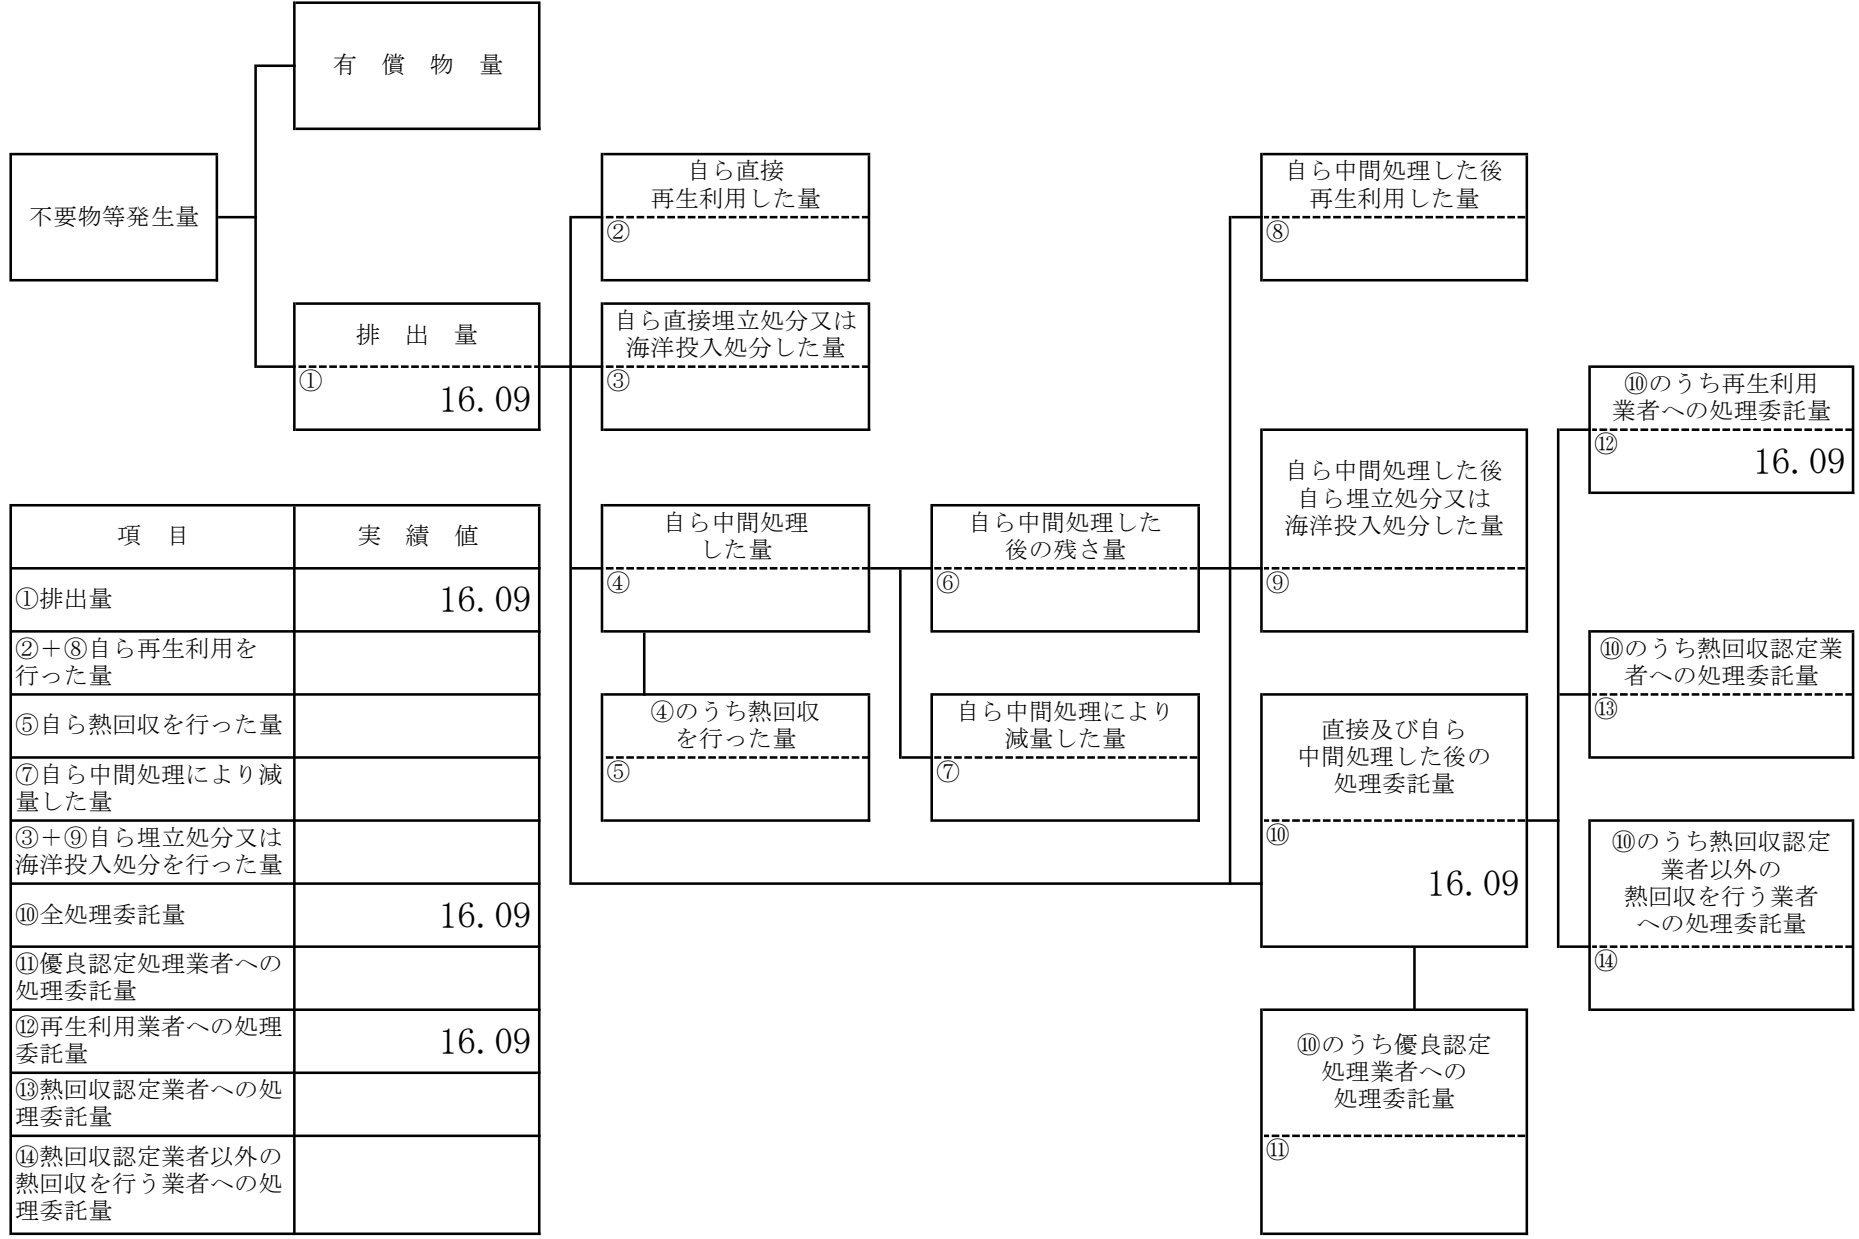 有 償 物 量
不要物等発生量
排 出 量
①
16.09
自ら直接
再生利用した量
②
自ら直接埋立処分又は
海洋投入処分した量
③
自ら中間処理
した量
④
④のうち熱回収
を行った量
⑤
自ら中間処理した
後の残さ量
⑥
自ら中間処理により
減量した量
⑦
自ら中間処理した後
再生利用した量
⑧
自ら中間処理した後
自ら埋立処分又は
海洋投入処分した量
⑨
直接及び自ら
中間処理した後の
処理委託量
⑩
16.09
⑩のうち優良認定
処理業者への
処理委託量
⑪
⑩のうち再生利用
業者への処理委託量
⑫
16.09
⑩のうち熱回収認定業
者への処理委託量
⑬
⑩のうち熱回収認定
業者以外の
熱回収を行う業者
への処理委託量
⑭
項 目 実 績 値
①排出量 16.09
②＋⑧自ら再生利用を
行った量
⑤自ら熱回収を行った量
⑦自ら中間処理により減
量した量
③＋⑨自ら埋立処分又は
海洋投入処分を行った量
⑩全処理委託量 16.09
⑪優良認定処理業者への
処理委託量
⑫再生利用業者への処理
委託量 16.09
⑬熱回収認定業者への処
理委託量
⑭熱回収認定業者以外の
熱回収を行う業者への処
理委託量